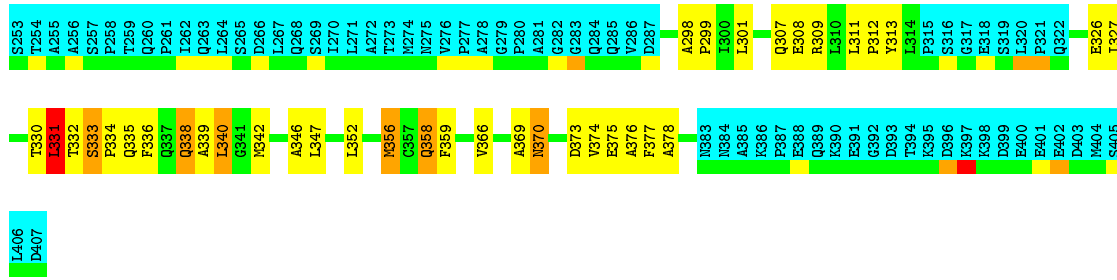 S253 T254 A255 A256 S257 P258 T259 Q260 P261 I262 Q263 L264 S265 D266 L267 Q268 S269 I270 L271 A272 T273 M274 N275 V276 P277 A278 G279 P280 A281 G282 G283 Q284 Q285 V286 D287 A298 P299 I300 L301 Q307 E308 R309 L310 L311 P312 Y313 L314 P315 S316 G317 E318 S319 L320 P321 Q322 E326 I327
T330 L331 T332 S333 P334 Q335 F336 Q337 Q338 A339 L340 G341 M342 A346 L347 L352 M356 C357 Q358 F359 V366 A369 N370 D373 V374 E375 A376 F377 A378 N383 N384 A385 K386 P387 E388 Q389 K390 E391 G392 D393 T394 K395 D396 K397 K398 D399 E400 E401 E402 D403 M404 S405
L406 D407